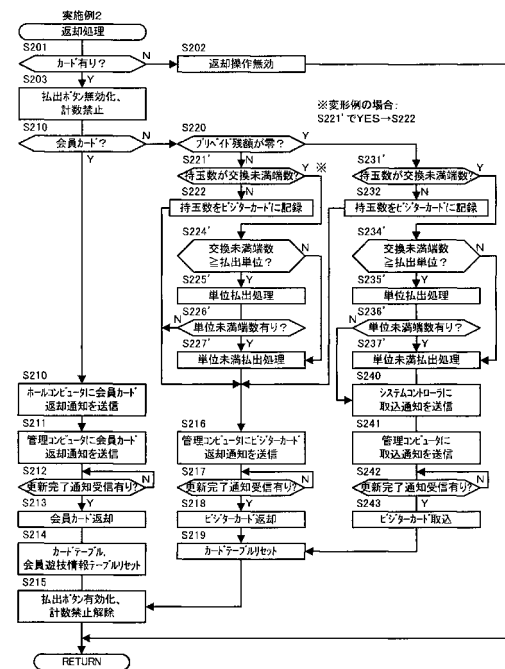 実施例2
返却処理
S201
カード有り?
N
S202
返却操作無効
Y
S203
払出ボタン無効化、
計数禁止
※変形例の場合:
S221'でYES→S222
S210
会員カード?
N
Y
S220
プリペイド残額が零?
Y
N
S221'
持玉数が交換未満端数?
Y
※
N
S222
持玉数をビジターカードに記録
S224'
交換未満端数
≧払出単位?
N
Y
S225'
単位払出処理
S226'
N
単位未満端数有り?
Y
S227'
単位未満払出処理
S231'
持玉数が交換未満端数?
Y
N
S232
持玉数をビジターカードに記録
S234'
交換未満端数
≧払出単位?
N
Y
S235'
単位払出処理
S236'
N
単位未満端数有り?
Y
S237'
単位未満払出処理
S210
ホールコンピュータに会員カード
返却通知を送信
S211
管理コンピュータに会員カード
返却通知を送信
S212
更新完了通知受信有り?
N
Y
S213
会員カード返却
S214
カードテーブル、
会員遊技情報テーブルリセット
S215
払出ボタン有効化、
計数禁止解除
S216
管理コンピュータにビジターカード
返却通知を送信
S217
更新完了通知受信有り?
N
Y
S218
ビジターカード返却
S219
カードテーブルリセット
S240
システムコントローラに
取込通知を送信
S241
管理コンピュータに
取込通知を送信
S242
更新完了通知受信有り?
N
Y
S243
ビジターカード取込
RETURN